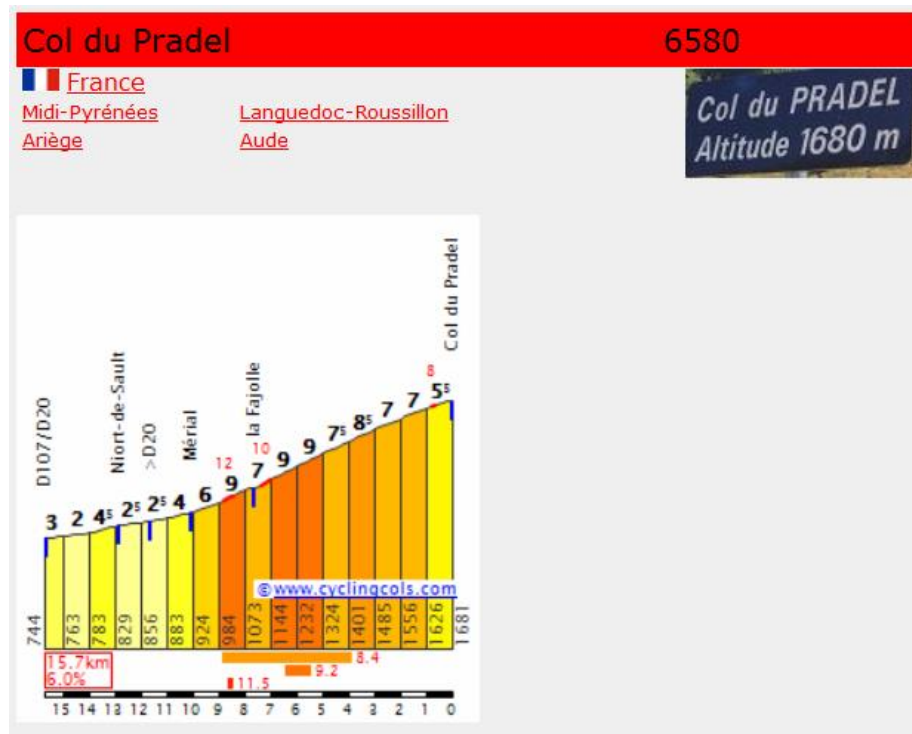 Col du Pradel 6580
France
Midi-Pyrénées Languedoc-Roussillon
Ariège Aude
Col du PRADEL
Altitude 1680 m
D107/D20
Niort-de-Sault
>D20
Mérial
la Fajolle
Col du Pradel
3 2 4⁵ 2⁵ 2⁵ 4 6 9 7 9 9 7⁵ 8⁵ 7 7 5⁵
12 10 8
©www.cyclingcols.com
744 763 783 829 856 883 924 984 1073 1144 1232 1324 1401 1485 1556 1626 1681
15.7km
6.0%
8.4
9.2
11.5
15 14 13 12 11 10 9 8 7 6 5 4 3 2 1 0